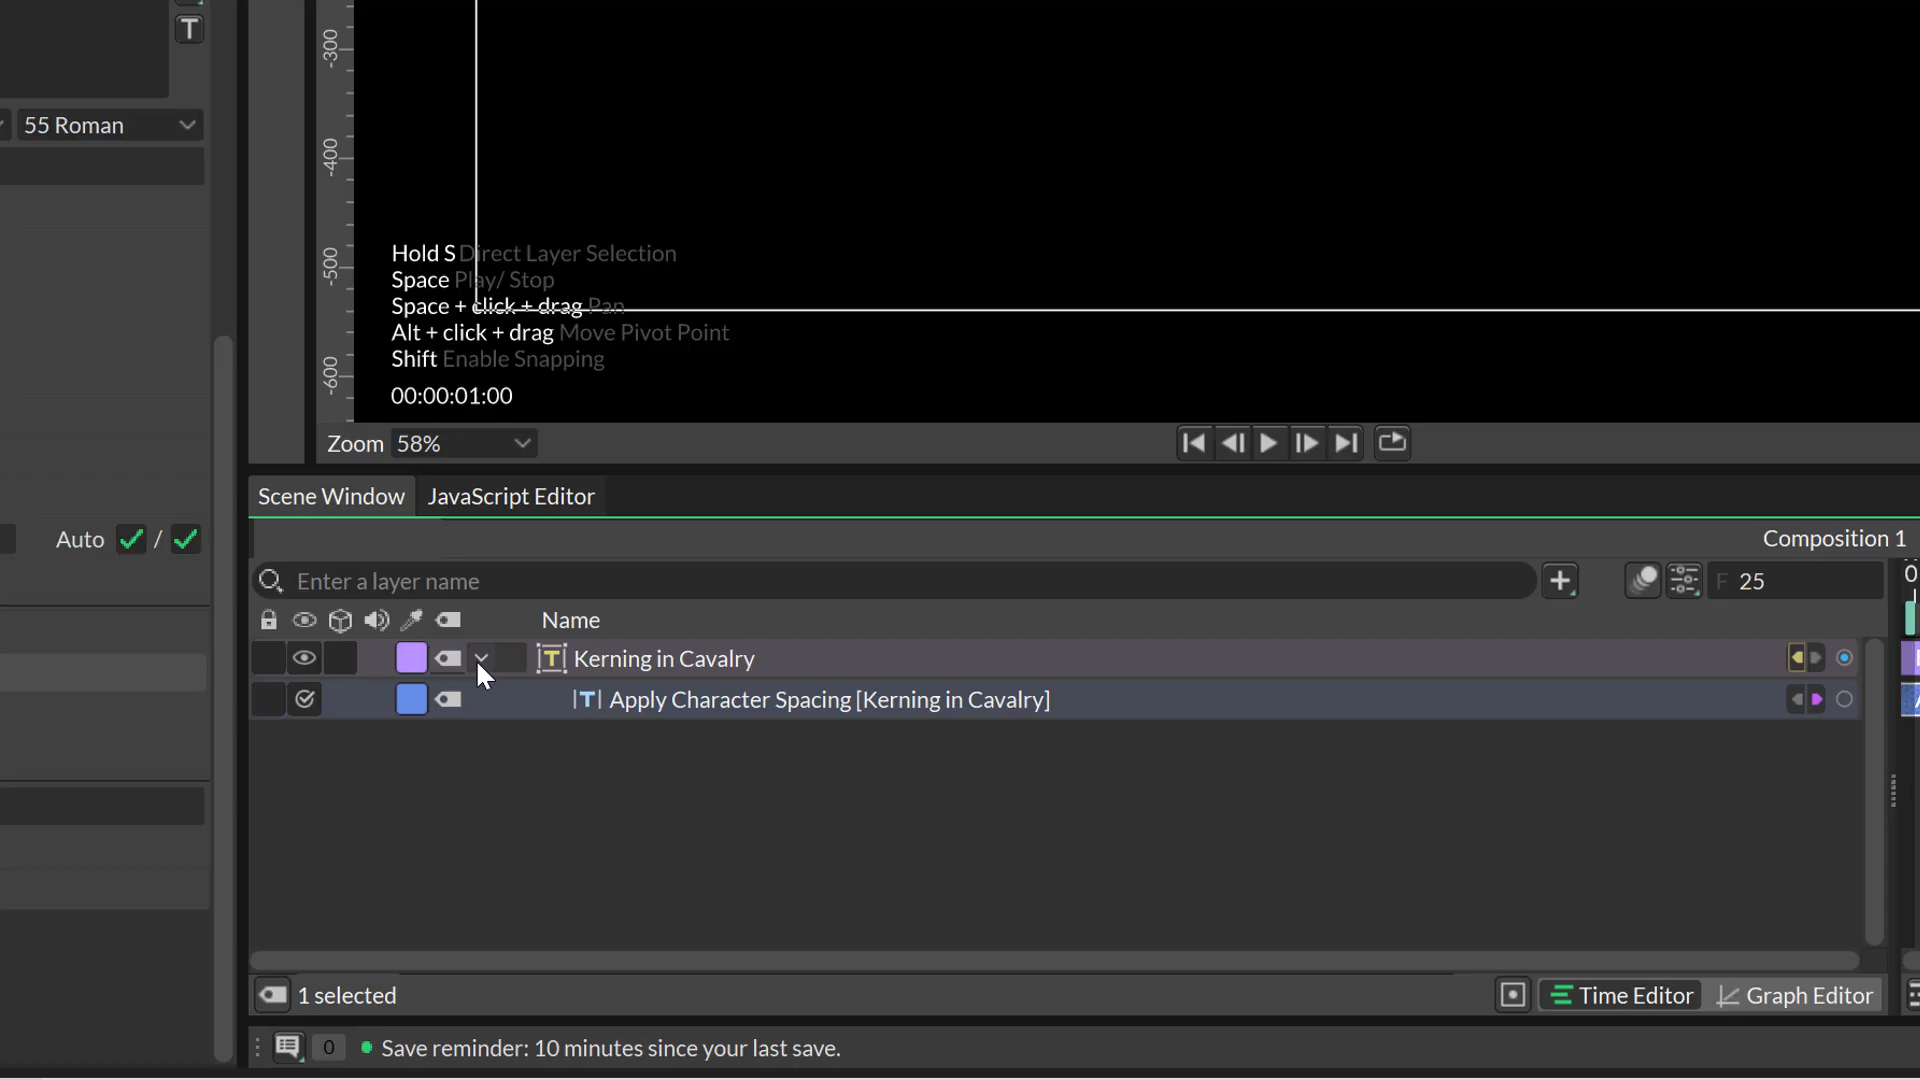 T
55 Roman
-300
-400
-500
-600
Hold S Direct Layer Selection
Space Play/ Stop
Space + click + drag Pan
Alt + click + drag Move Pivot Point
Shift Enable Snapping
00:00:01:00
Zoom 58%
Scene Window JavaScript Editor
Auto /
Composition 1
Enter a layer name
F 25
0
Name
T Kerning in Cavalry
T Apply Character Spacing [Kerning in Cavalry]
1 selected
Time Editor Graph Editor
0 Save reminder: 10 minutes since your last save.